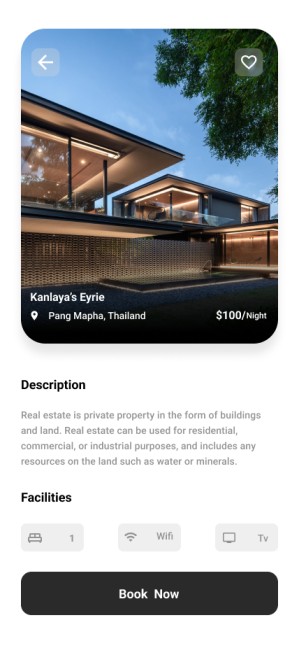 Kanlaya's Eyrie
Pang Mapha, Thailand $100/Night
Description
Real estate is private property in the form of buildings
and land. Real estate can be used for residential,
commercial, or industrial purposes, and includes any
resources on the land such as water or minerals.
Facilities
1 Wifi Tv
Book Now